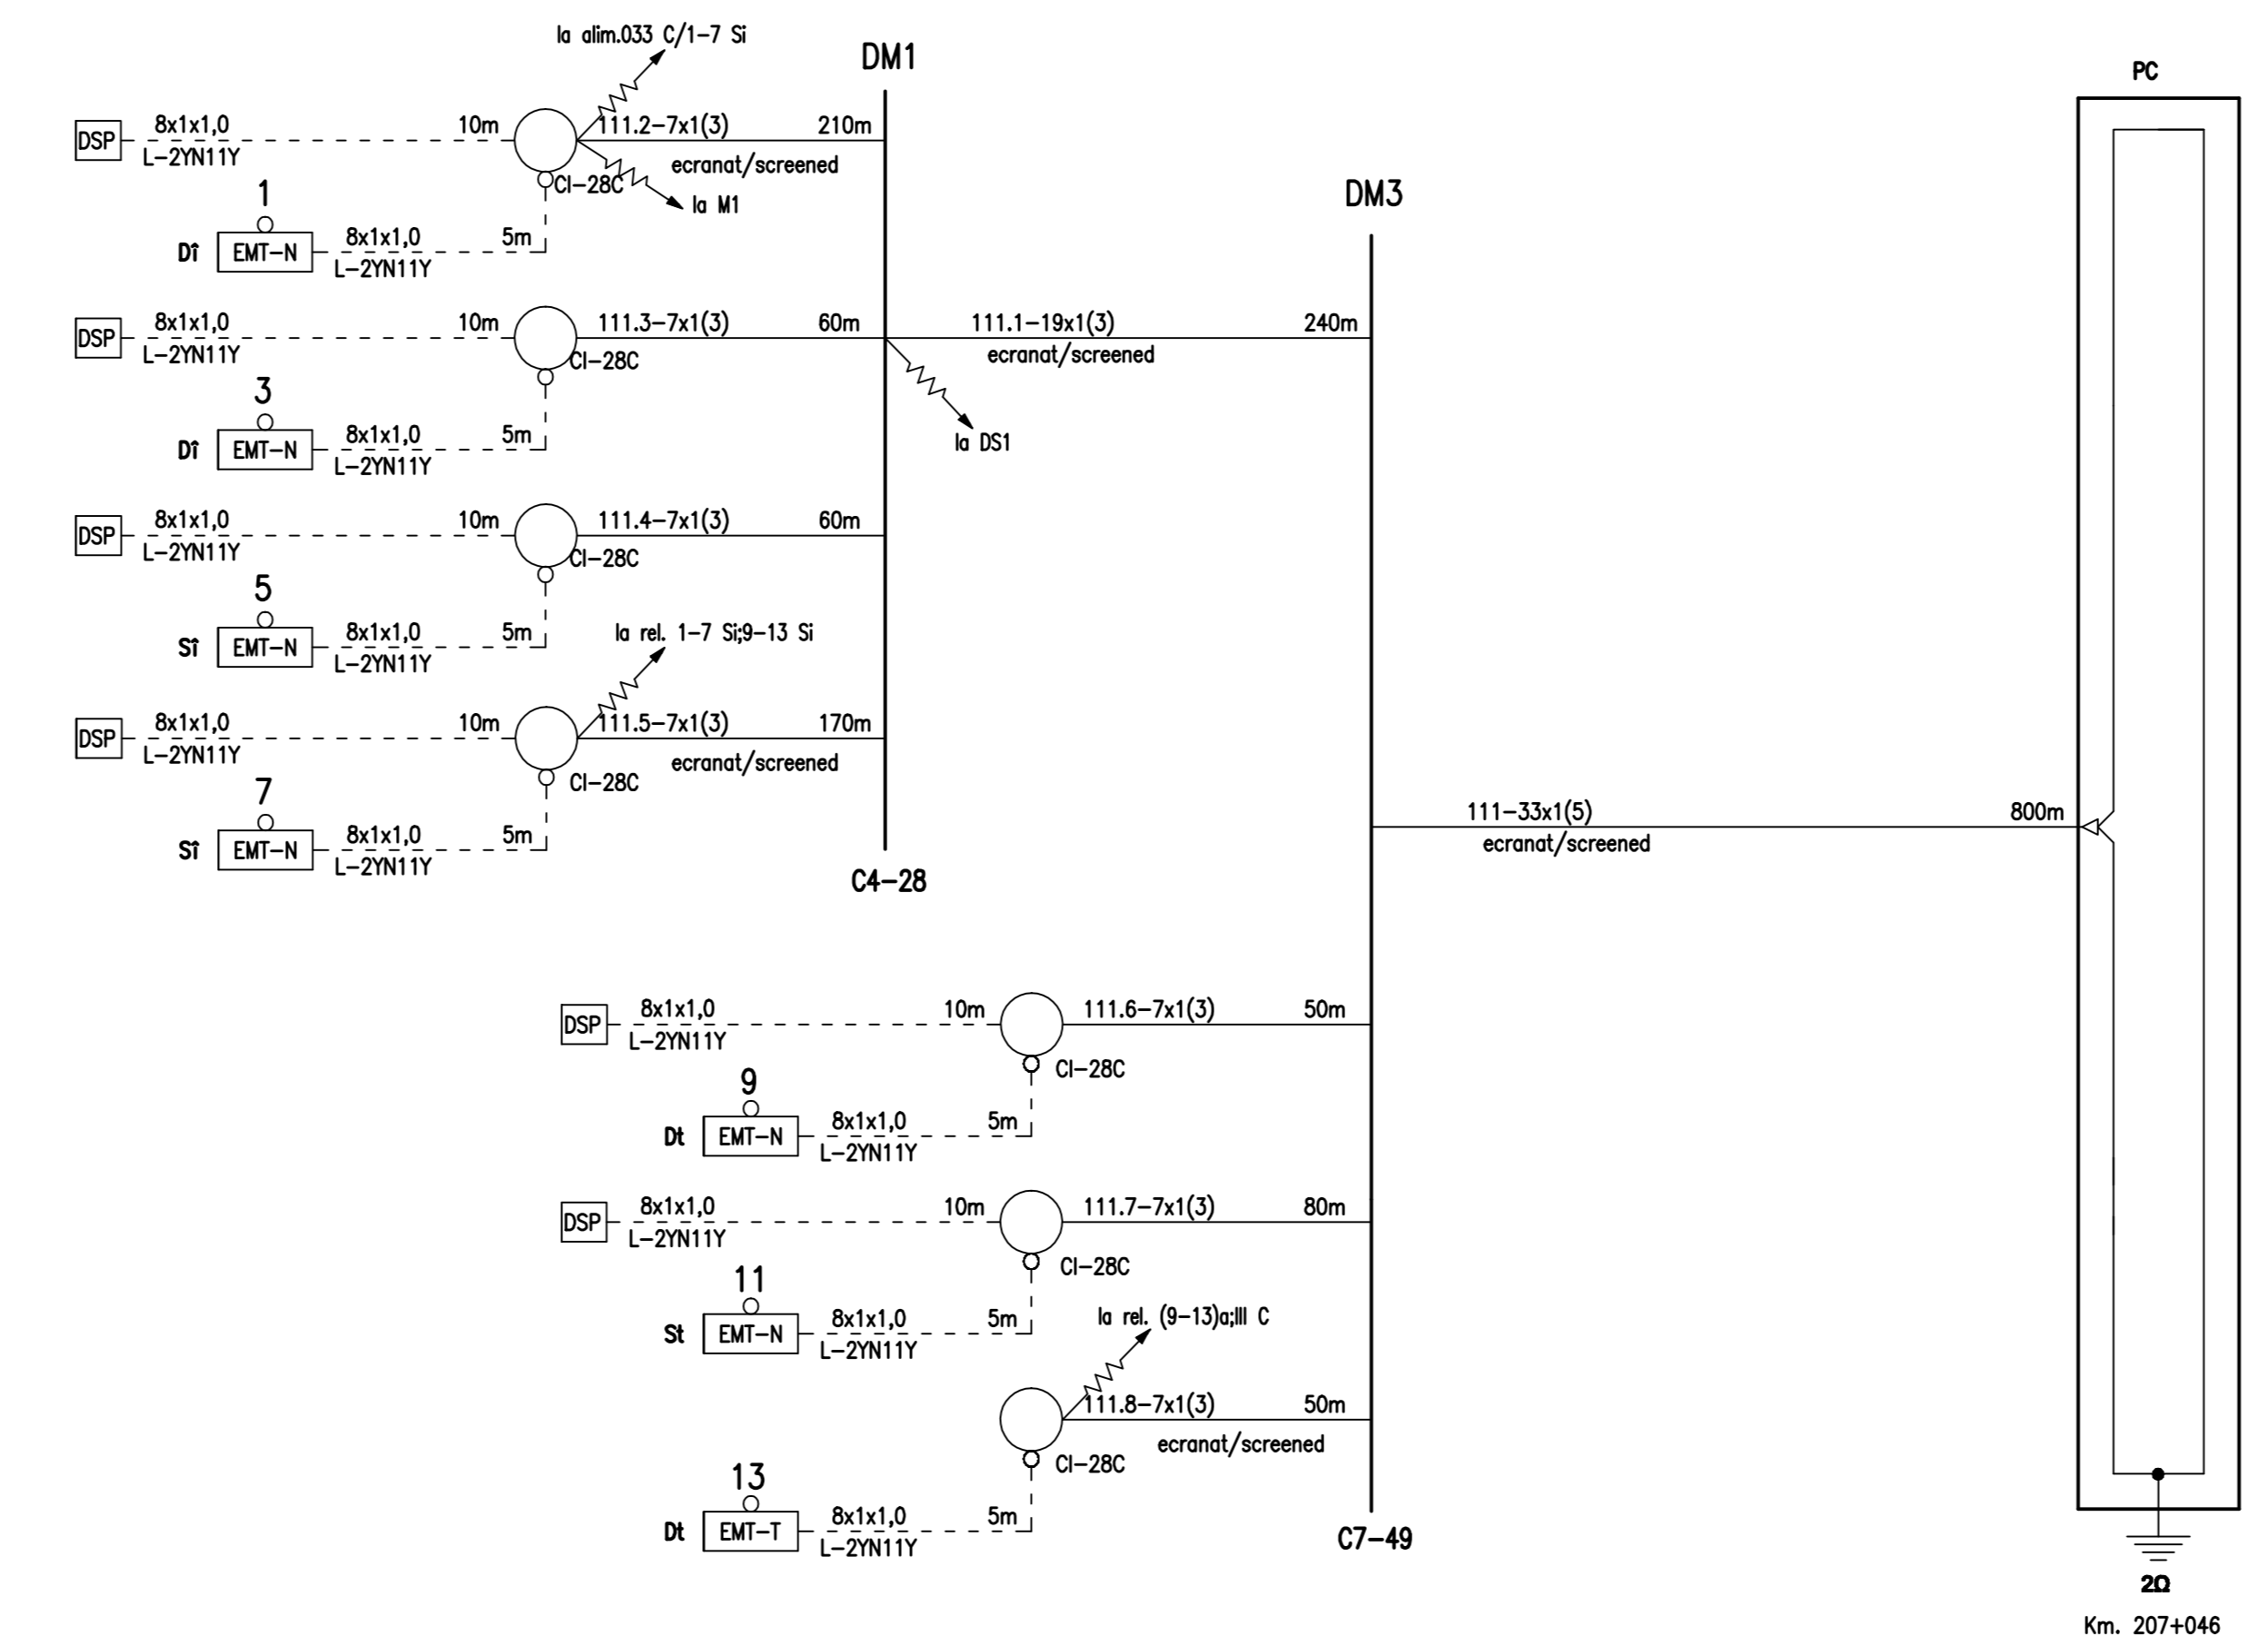 la alim.033 C/1-7 Si
DM1
PC
DSP
8x1x1,0
L-2YN11Y
10m
111.2-7x1(3)
210m
ecranat/screened
CI-28C
la M1
1
Dî
EMT-N
8x1x1,0
L-2YN11Y
5m
DM3
DSP
8x1x1,0
L-2YN11Y
10m
111.3-7x1(3)
60m
CI-28C
111.1-19x1(3)
240m
ecranat/screened
la DS1
3
Dî
EMT-N
8x1x1,0
L-2YN11Y
5m
DSP
8x1x1,0
L-2YN11Y
10m
111.4-7x1(3)
60m
CI-28C
5
Sî
EMT-N
8x1x1,0
L-2YN11Y
5m
la rel. 1-7 Si;9-13 Si
DSP
8x1x1,0
L-2YN11Y
10m
111.5-7x1(3)
170m
ecranat/screened
CI-28C
7
Sî
EMT-N
8x1x1,0
L-2YN11Y
5m
C4-28
111-33x1(5)
800m
ecranat/screened
DSP
8x1x1,0
L-2YN11Y
10m
111.6-7x1(3)
50m
CI-28C
9
Dt
EMT-N
8x1x1,0
L-2YN11Y
5m
DSP
8x1x1,0
L-2YN11Y
10m
111.7-7x1(3)
80m
CI-28C
11
St
EMT-N
8x1x1,0
L-2YN11Y
5m
la rel. (9-13)a;III C
111.8-7x1(3)
50m
ecranat/screened
CI-28C
13
Dt
EMT-T
8x1x1,0
L-2YN11Y
5m
C7-49
2Ω
Km. 207+046